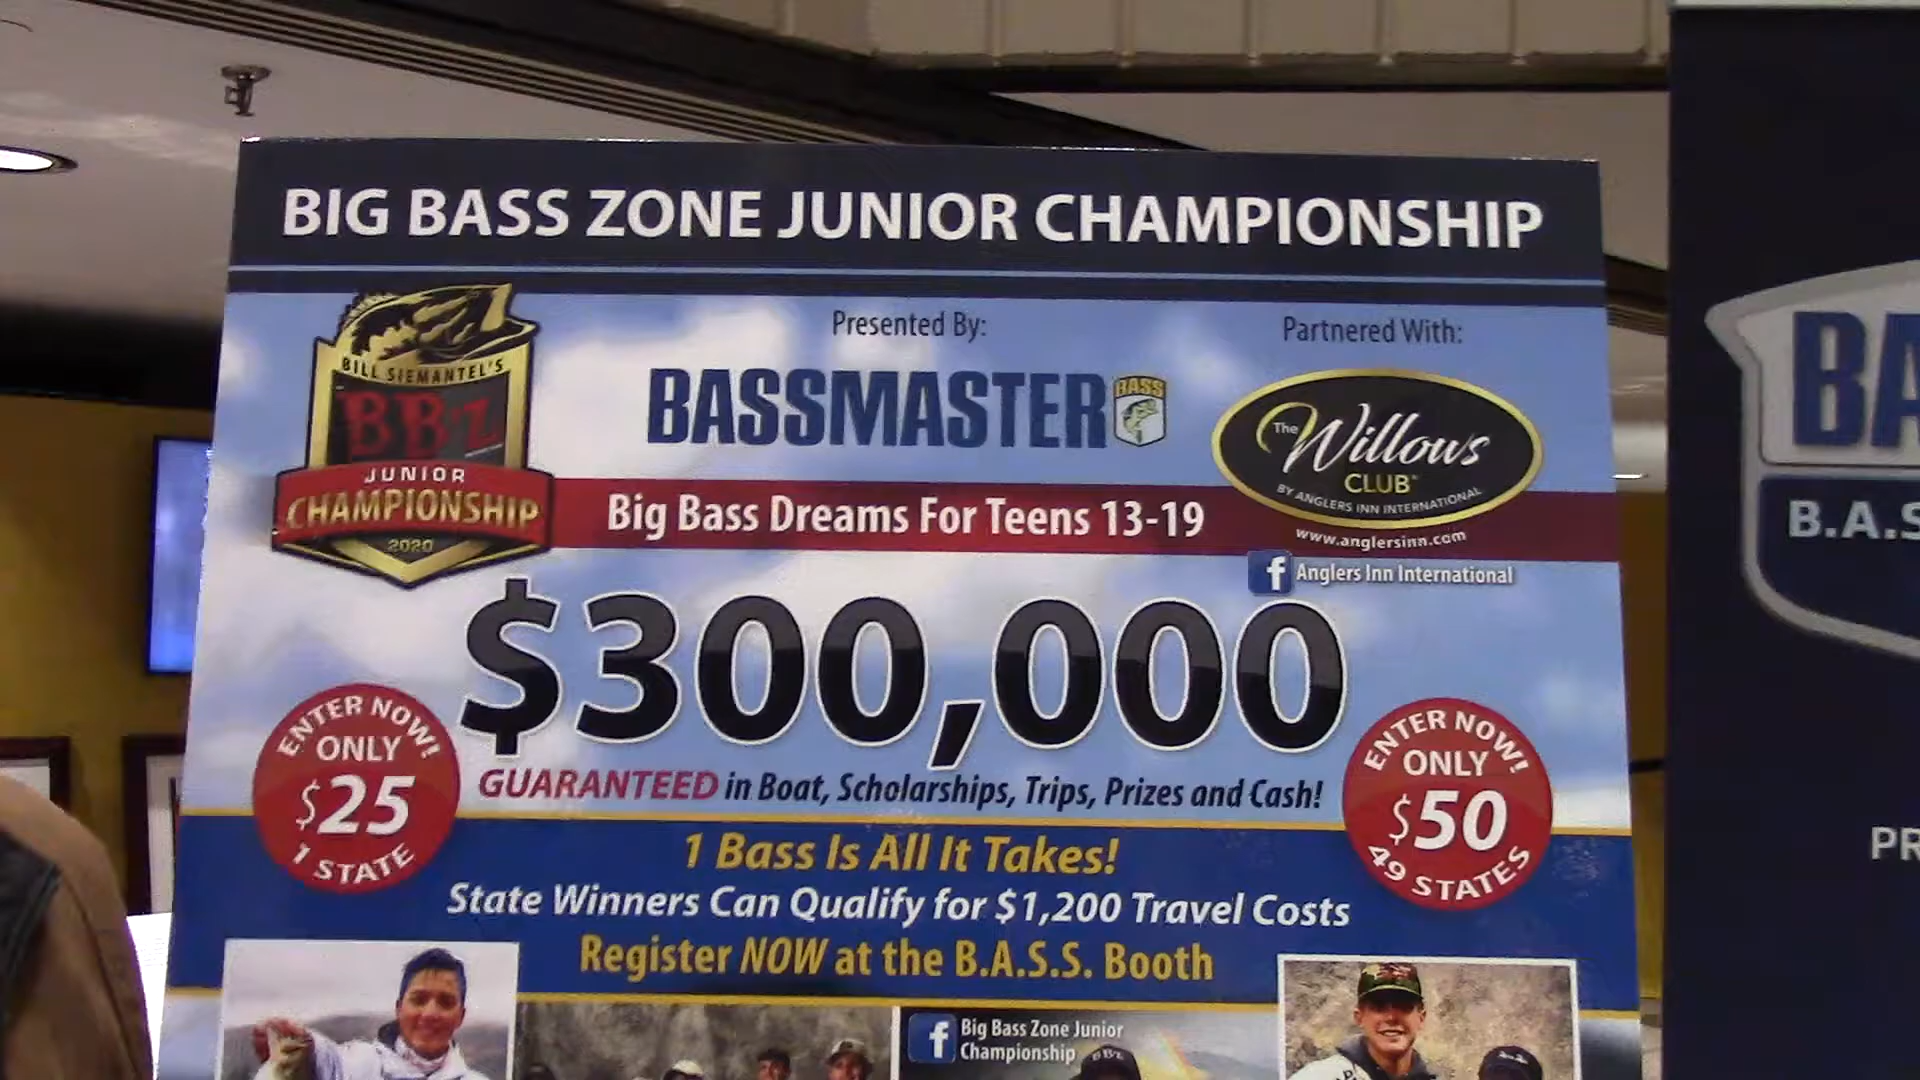 BIG BASS ZONE JUNIOR CHAMPIONSHIP
BILL SIEMANTEL'S
BBZ
JUNIOR
CHAMPIONSHIP
2020
Presented By:
BASSMASTER
BASS
Partnered With:
The Willows
CLUB
BY ANGLERS INN INTERNATIONAL
www.anglersinn.com
Big Bass Dreams For Teens 13-19
f Anglers Inn International
$300,000
GUARANTEED in Boat, Scholarships, Trips, Prizes and Cash!
ENTER NOW!
ONLY
$25
1 STATE
ENTER NOW!
ONLY
$50
49 STATES
1 Bass Is All It Takes!
State Winners Can Qualify for $1,200 Travel Costs
Register NOW at the B.A.S.S. Booth
f Big Bass Zone Junior
Championship
BBZ
BA
B.A.S
PR